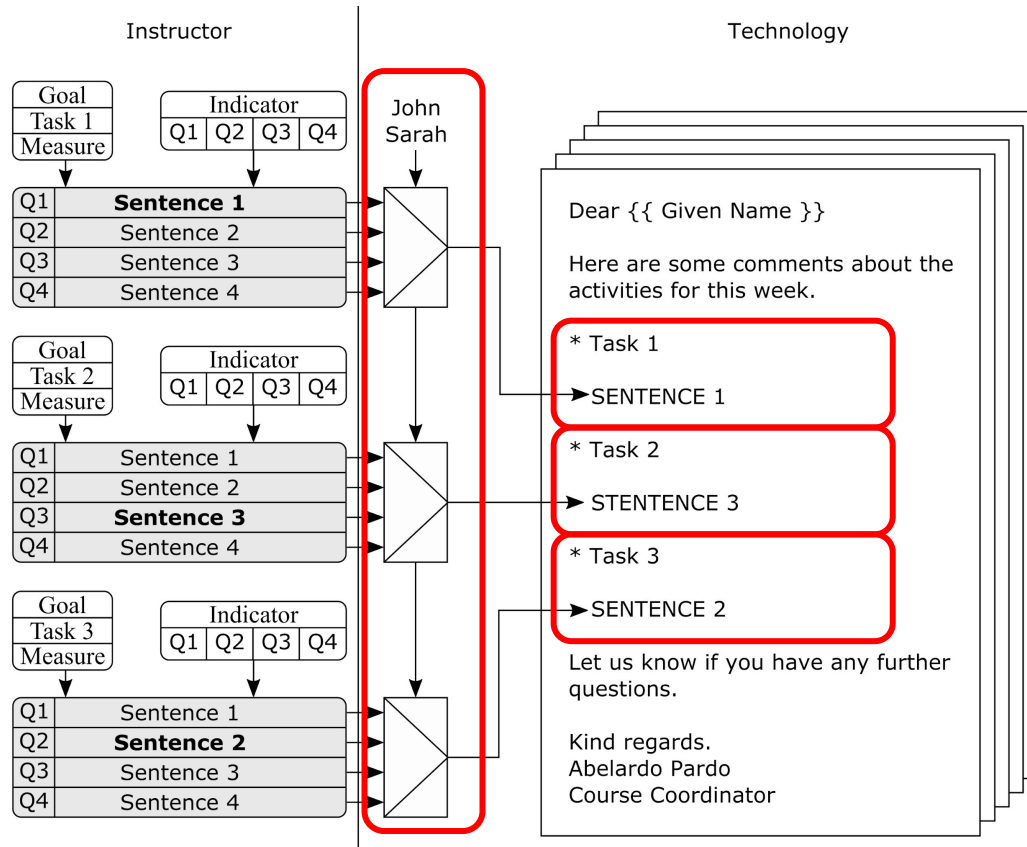 Instructor
Technology
Goal
Task 1
Measure
Indicator
Q1 Q2 Q3 Q4
Q1 Sentence 1
Q2 Sentence 2
Q3 Sentence 3
Q4 Sentence 4
Goal
Task 2
Measure
Indicator
Q1 Q2 Q3 Q4
Q1 Sentence 1
Q2 Sentence 2
Q3 Sentence 3
Q4 Sentence 4
Goal
Task 3
Measure
Indicator
Q1 Q2 Q3 Q4
Q1 Sentence 1
Q2 Sentence 2
Q3 Sentence 3
Q4 Sentence 4
John
Sarah
Dear {{ Given Name }}
Here are some comments about the
activities for this week.
* Task 1
SENTENCE 1
* Task 2
STENTENCE 3
* Task 3
SENTENCE 2
Let us know if you have any further
questions.
Kind regards.
Abelardo Pardo
Course Coordinator